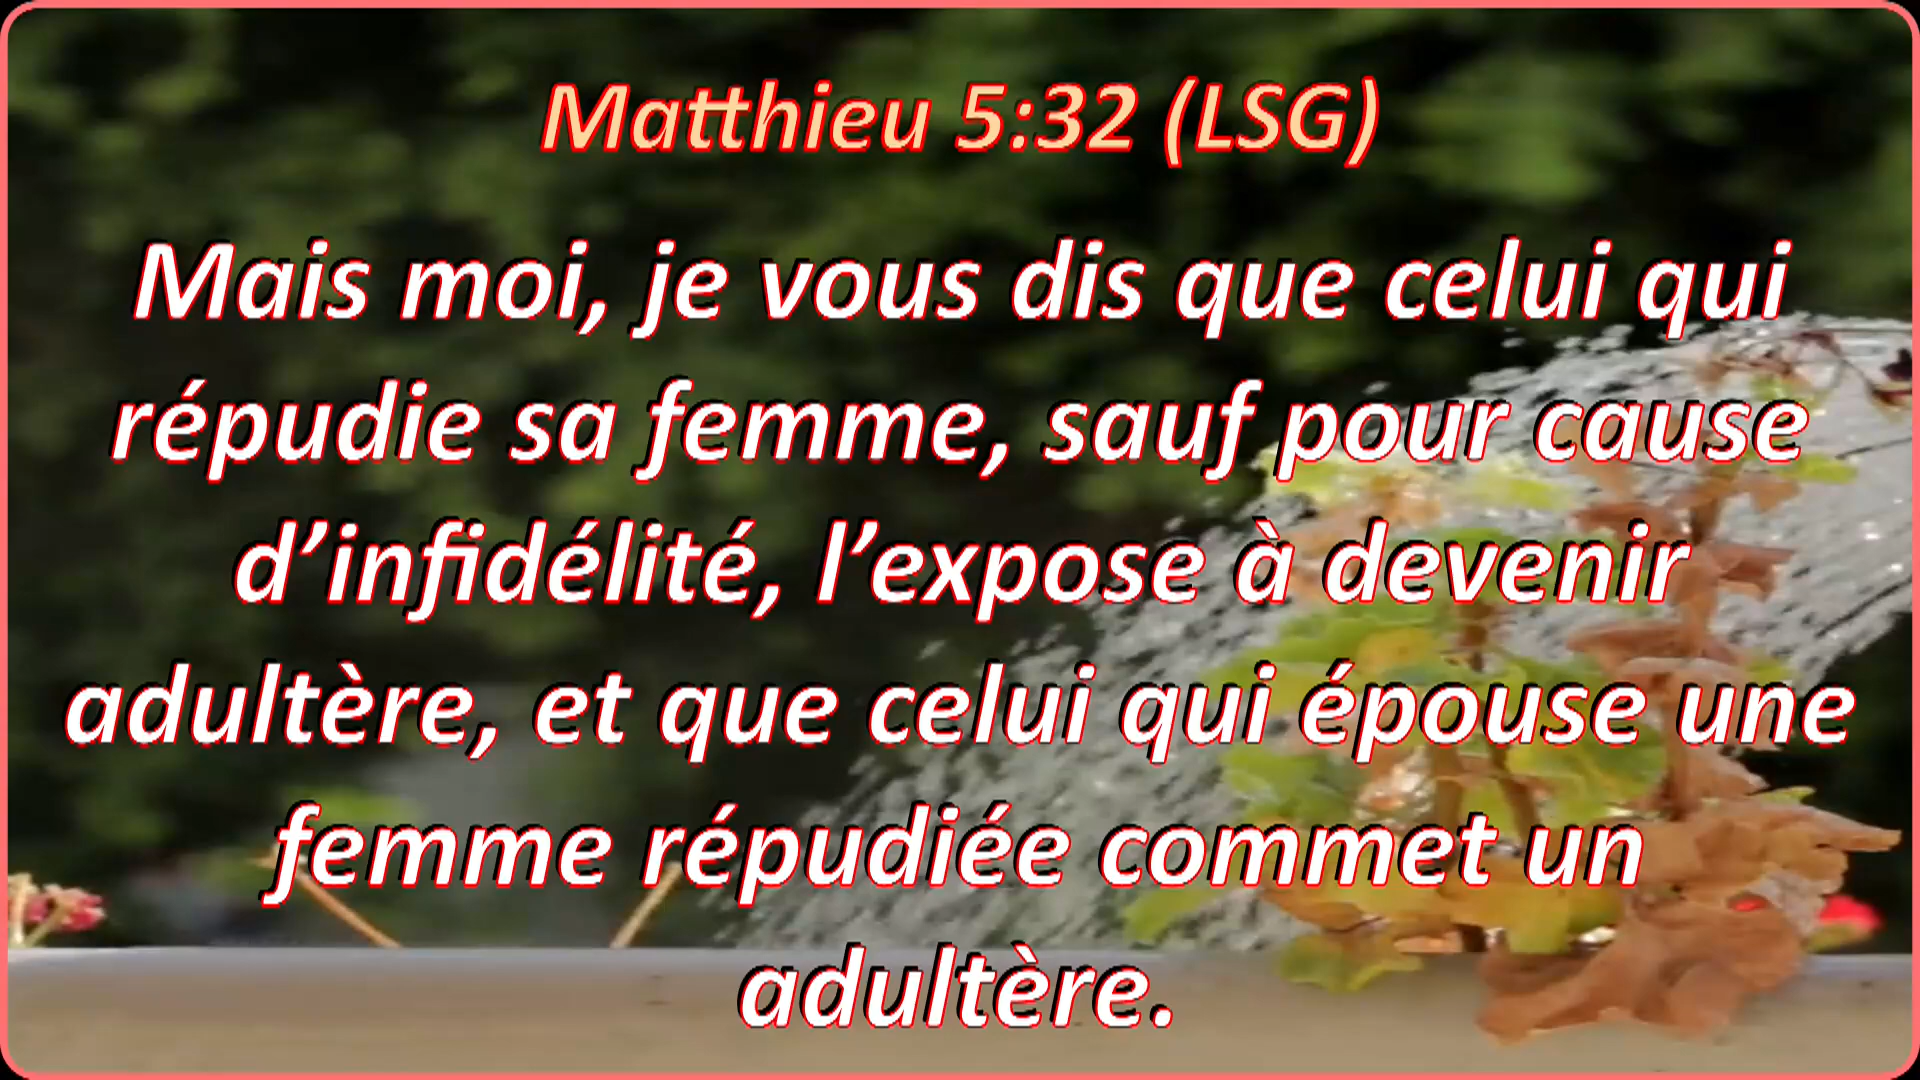 Matthieu 5:32 (LSG)
Mais moi, je vous dis que celui qui
répudie sa femme, sauf pour cause
d’infidélité, l’expose à devenir
adultère, et que celui qui épouse une
femme répudiée commet un
adultère.